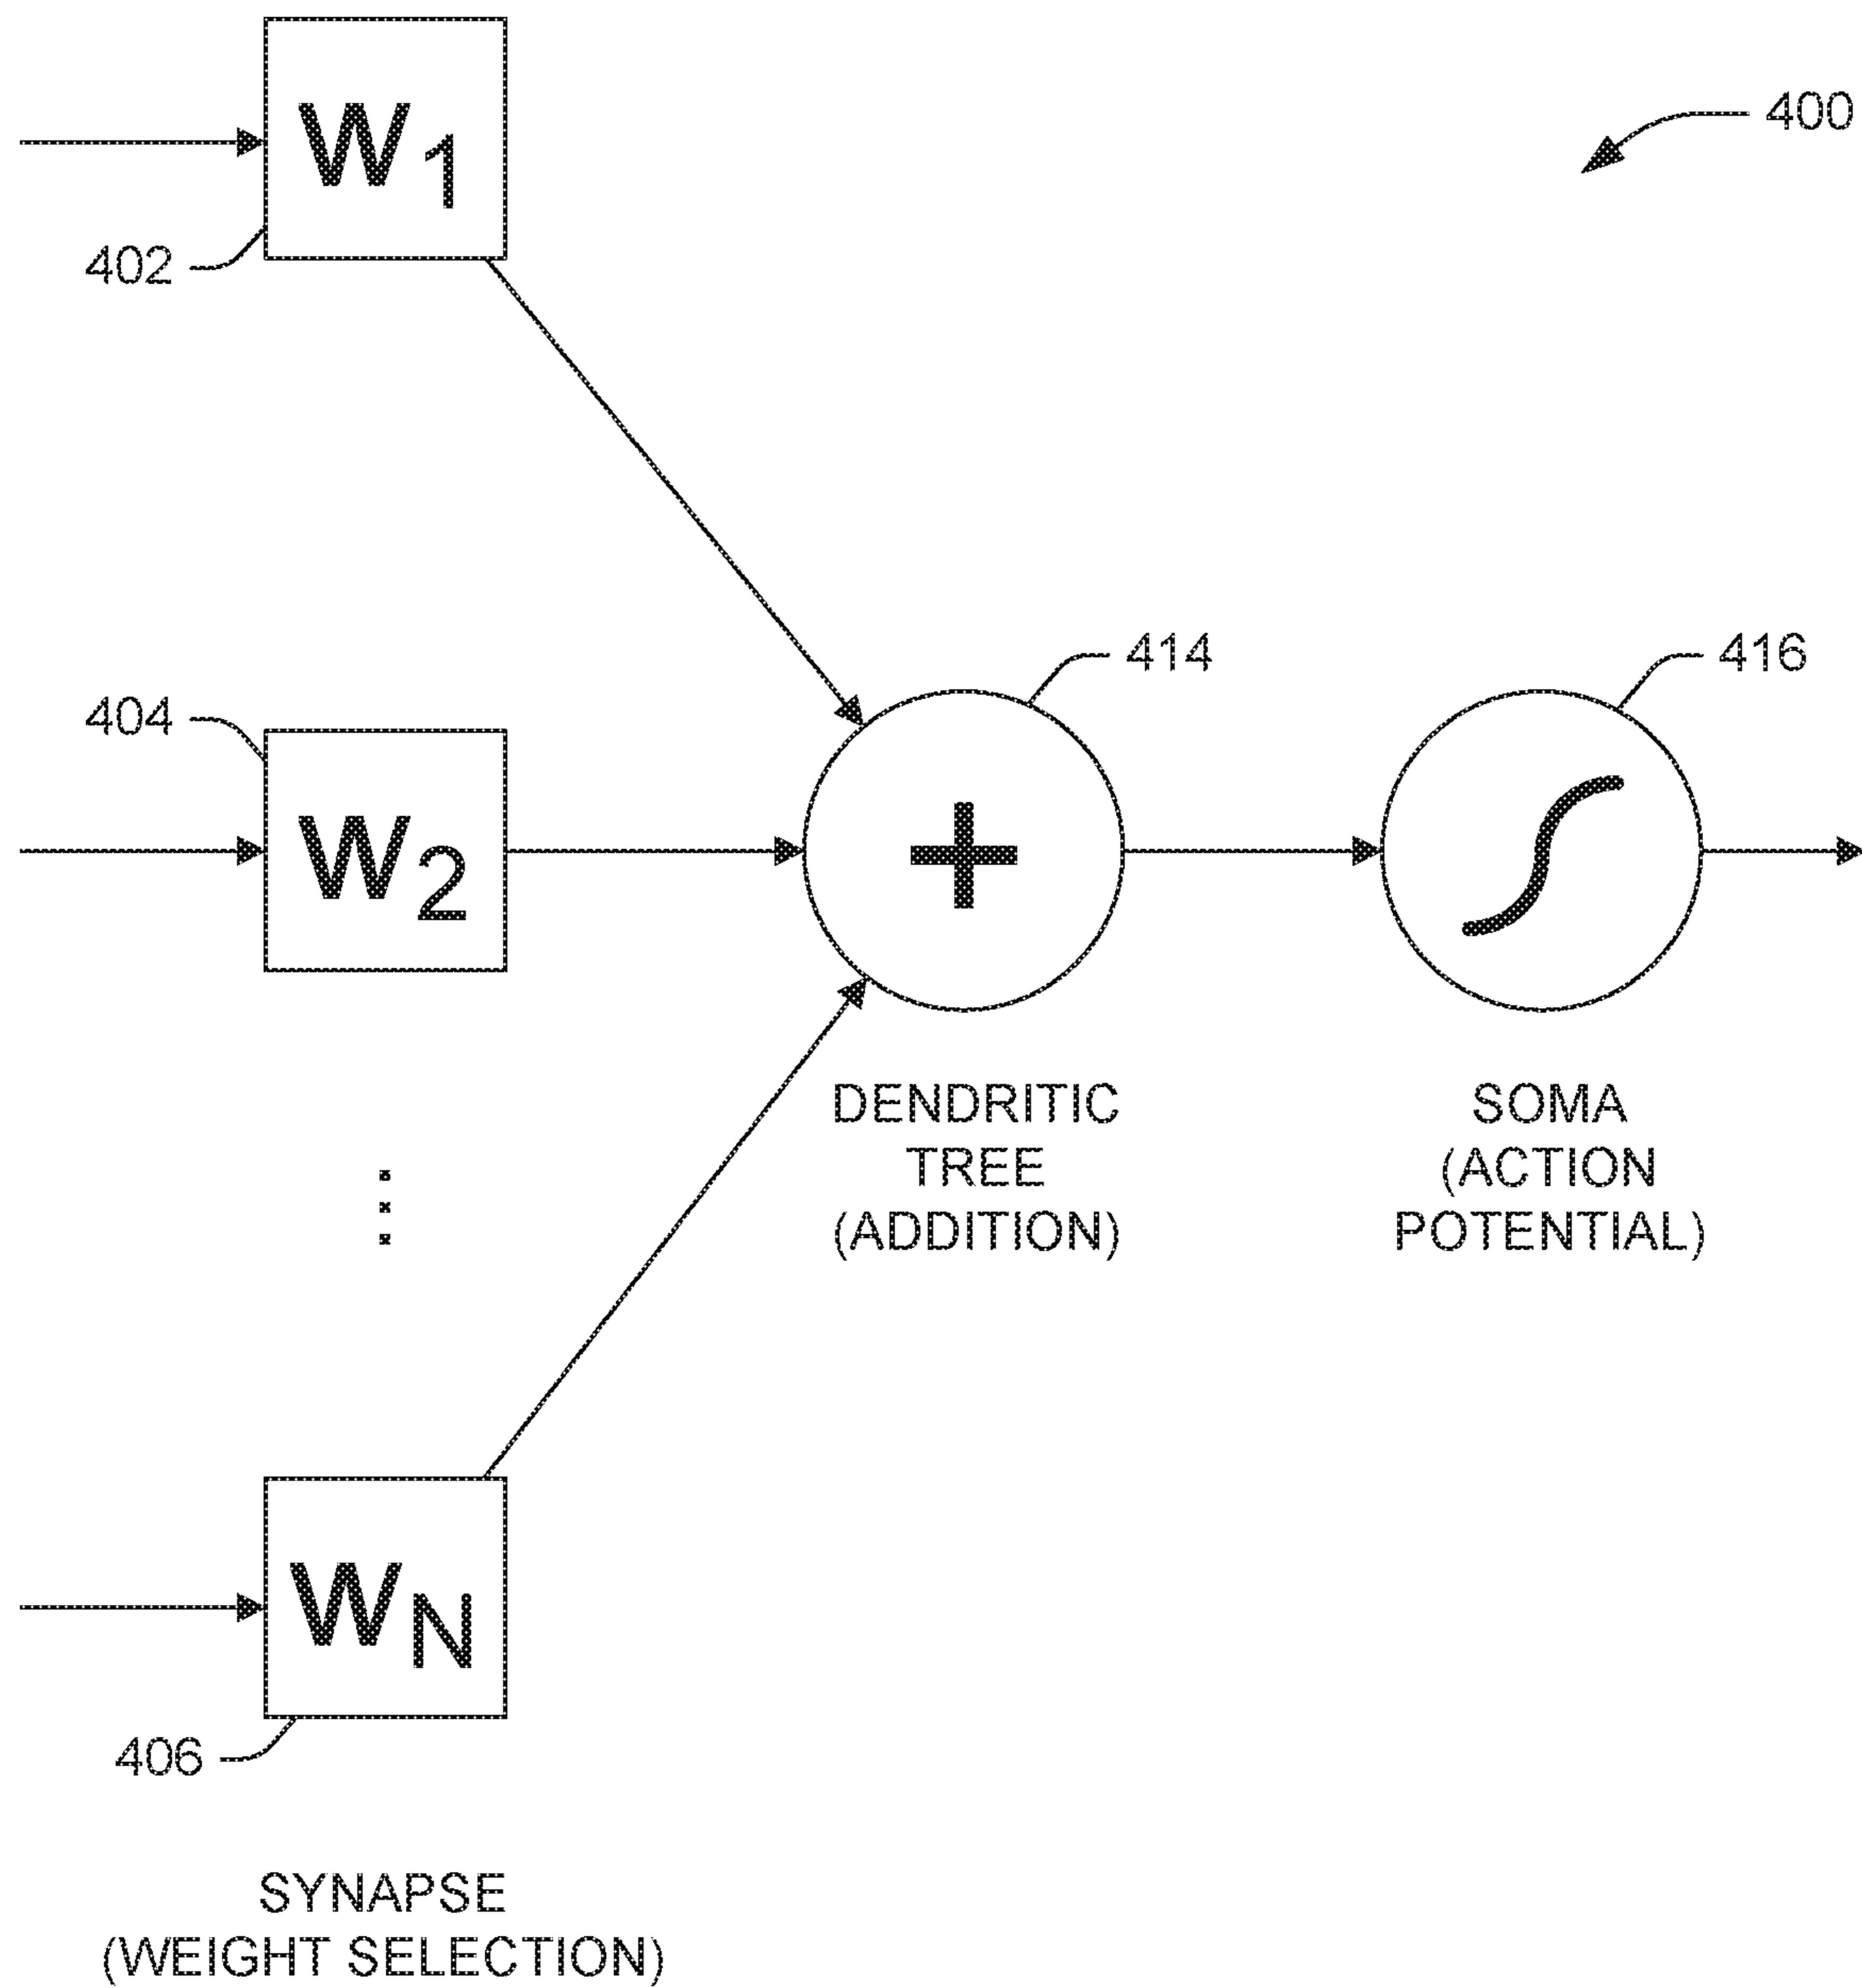 W1
400
402
414
416
404
W2
+
DENDRITIC
TREE
(ADDITION)
SOMA
(ACTION
POTENTIAL)
WN
406
SYNAPSE
(WEIGHT SELECTION)